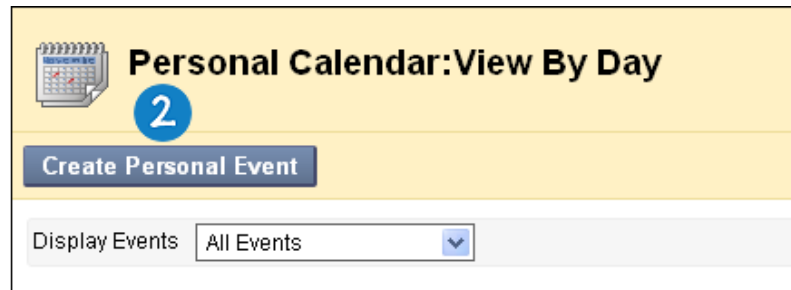 Personal Calendar:View By Day
2
Create Personal Event
Display Events All Events